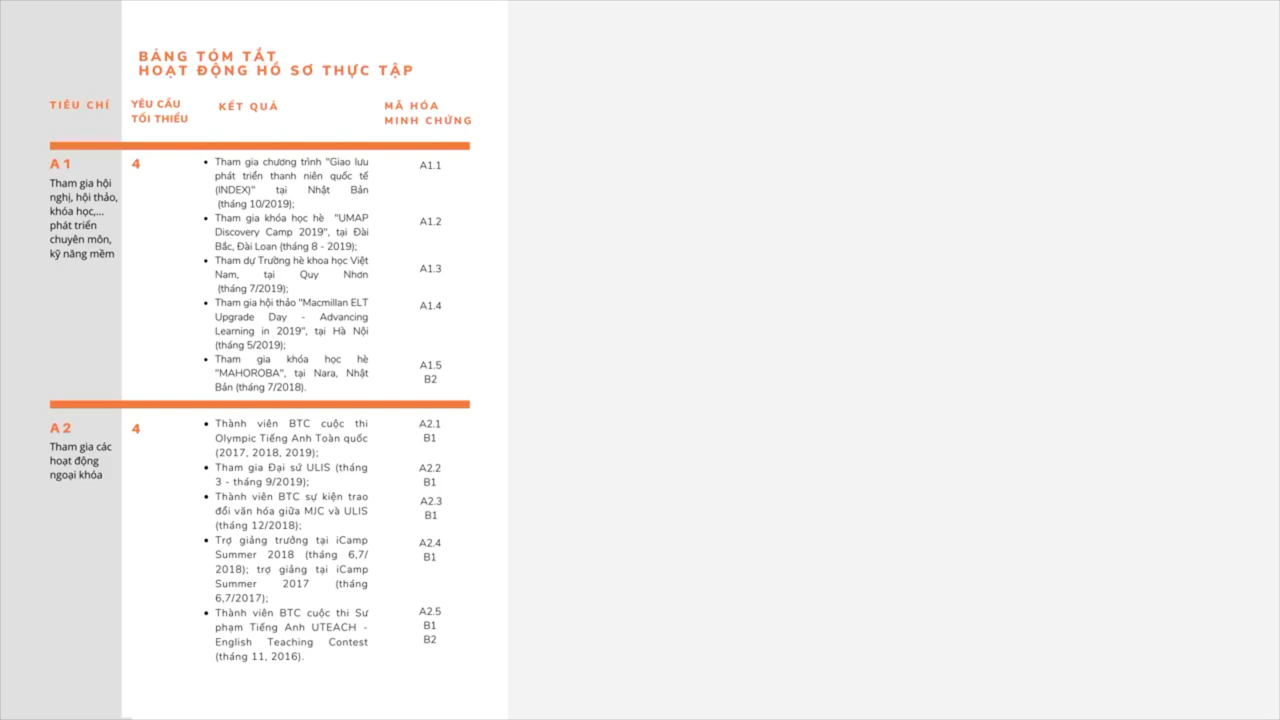 BẢNG TÓM TẮT
HOẠT ĐỘNG HỒ SƠ THỰC TẬP
TIÊU CHÍ
YÊU CẦU
TỐI THIỂU
KẾT QUẢ
MÃ HÓA
MINH CHỨNG
A1
Tham gia hội
nghị, hội thảo,
khóa học,...
phát triển
chuyên môn,
kỹ năng mềm
4
• Tham gia chương trình "Giao lưu
phát triển thanh niên quốc tế
(INDEX)" tại Nhật Bản
(tháng 10/2019);
A1.1
• Tham gia khóa học hè "UMAP
Discovery Camp 2019", tại Đài
Bắc, Đài Loan (tháng 8 - 2019);
A1.2
• Tham dự Trường hè khoa học Việt
Nam, tại Quy Nhơn
(tháng 7/2019);
A1.3
• Tham gia hội thảo "Macmillan ELT
Upgrade Day - Advancing
Learning in 2019", tại Hà Nội
(tháng 5/2019);
A1.4
• Tham gia khóa học hè
"MAHOROBA", tại Nara, Nhật
Bản (tháng 7/2018).
A1.5
B2
A2
Tham gia các
hoạt động
ngoại khóa
4
• Thành viên BTC cuộc thi
Olympic Tiếng Anh Toàn quốc
(2017, 2018, 2019);
A2.1
B1
• Tham gia Đại sứ ULIS (tháng
3 - tháng 9/2019);
A2.2
B1
• Thành viên BTC sự kiện trao
đổi văn hóa giữa MJC và ULIS
(tháng 12/2018);
A2.3
B1
• Trợ giảng trưởng tại iCamp
Summer 2018 (tháng 6,7/
2018); trợ giảng tại iCamp
Summer 2017 (tháng
6,7/2017);
A2.4
B1
• Thành viên BTC cuộc thi Sư
phạm Tiếng Anh UTEACH -
English Teaching Contest
(tháng 11, 2016).
A2.5
B1
B2